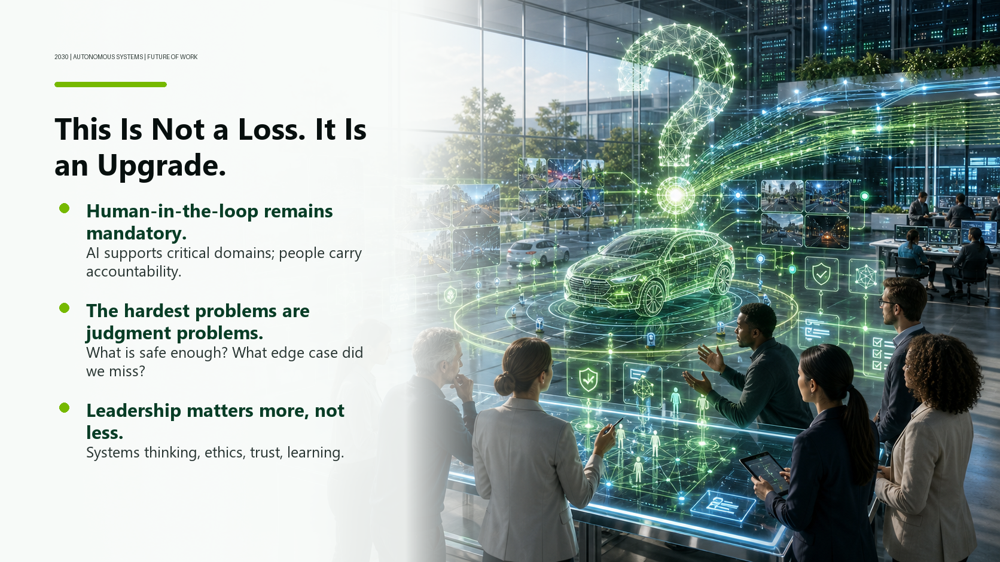 2030 | AUTONOMOUS SYSTEMS | FUTURE OF WORK
This Is Not a Loss. It Is
an Upgrade.
Human-in-the-loop remains
mandatory.
AI supports critical domains; people carry
accountability.
The hardest problems are
judgment problems.
What is safe enough? What edge case did
we miss?
Leadership matters more, not
less.
Systems thinking, ethics, trust, learning.